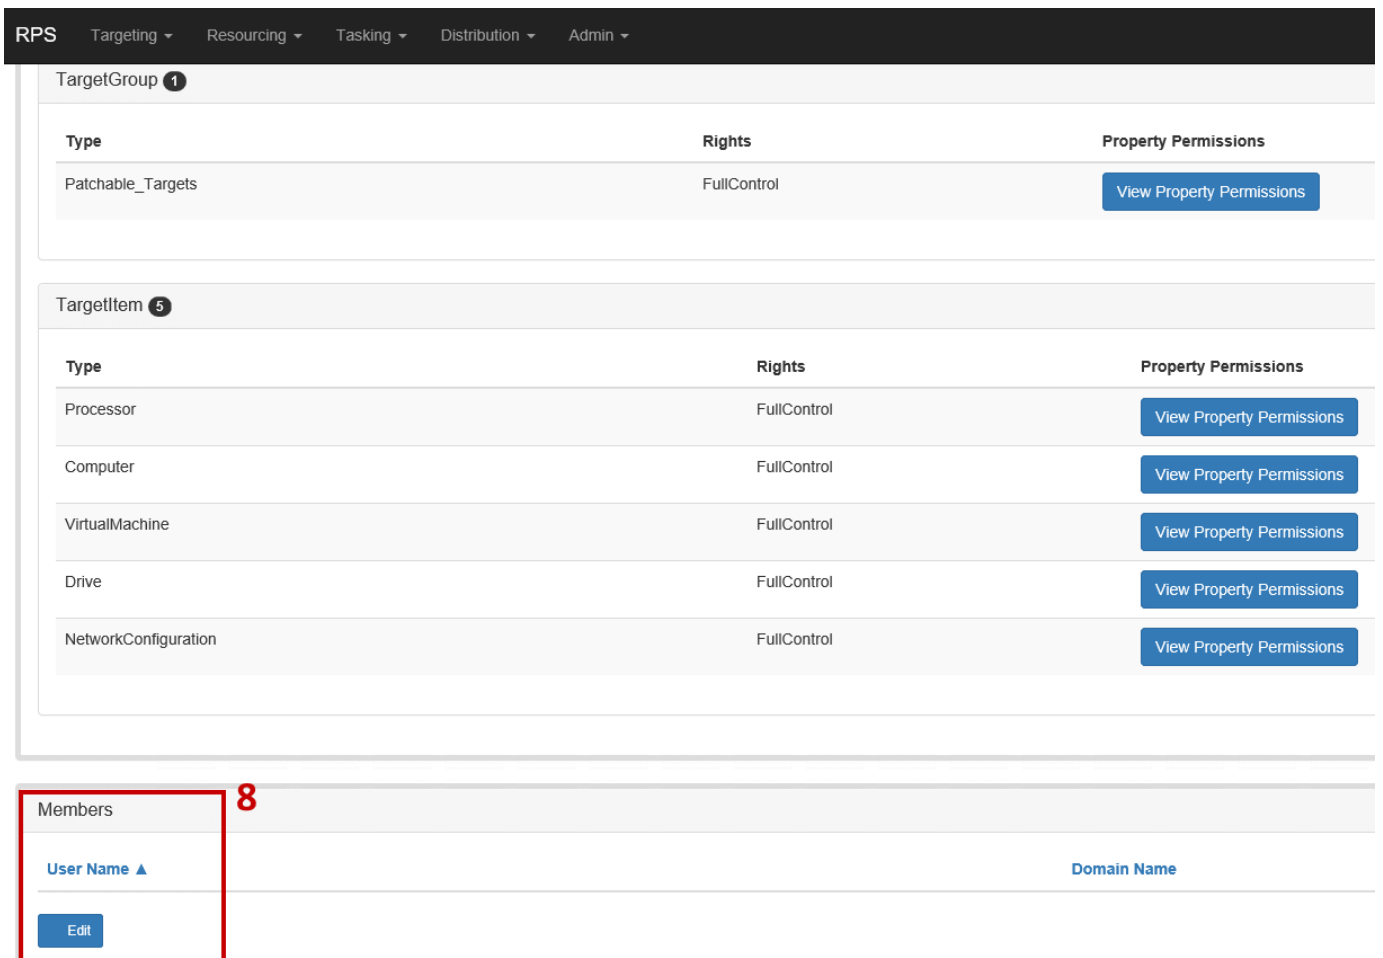 RPS Targeting Resourcing Tasking Distribution Admin
TargetGroup 1
Type Rights Property Permissions
Patchable_Targets FullControl View Property Permissions
TargetItem 5
Type Rights Property Permissions
Processor FullControl View Property Permissions
Computer FullControl View Property Permissions
VirtualMachine FullControl View Property Permissions
Drive FullControl View Property Permissions
NetworkConfiguration FullControl View Property Permissions
8
Members
User Name ▲ Domain Name
Edit